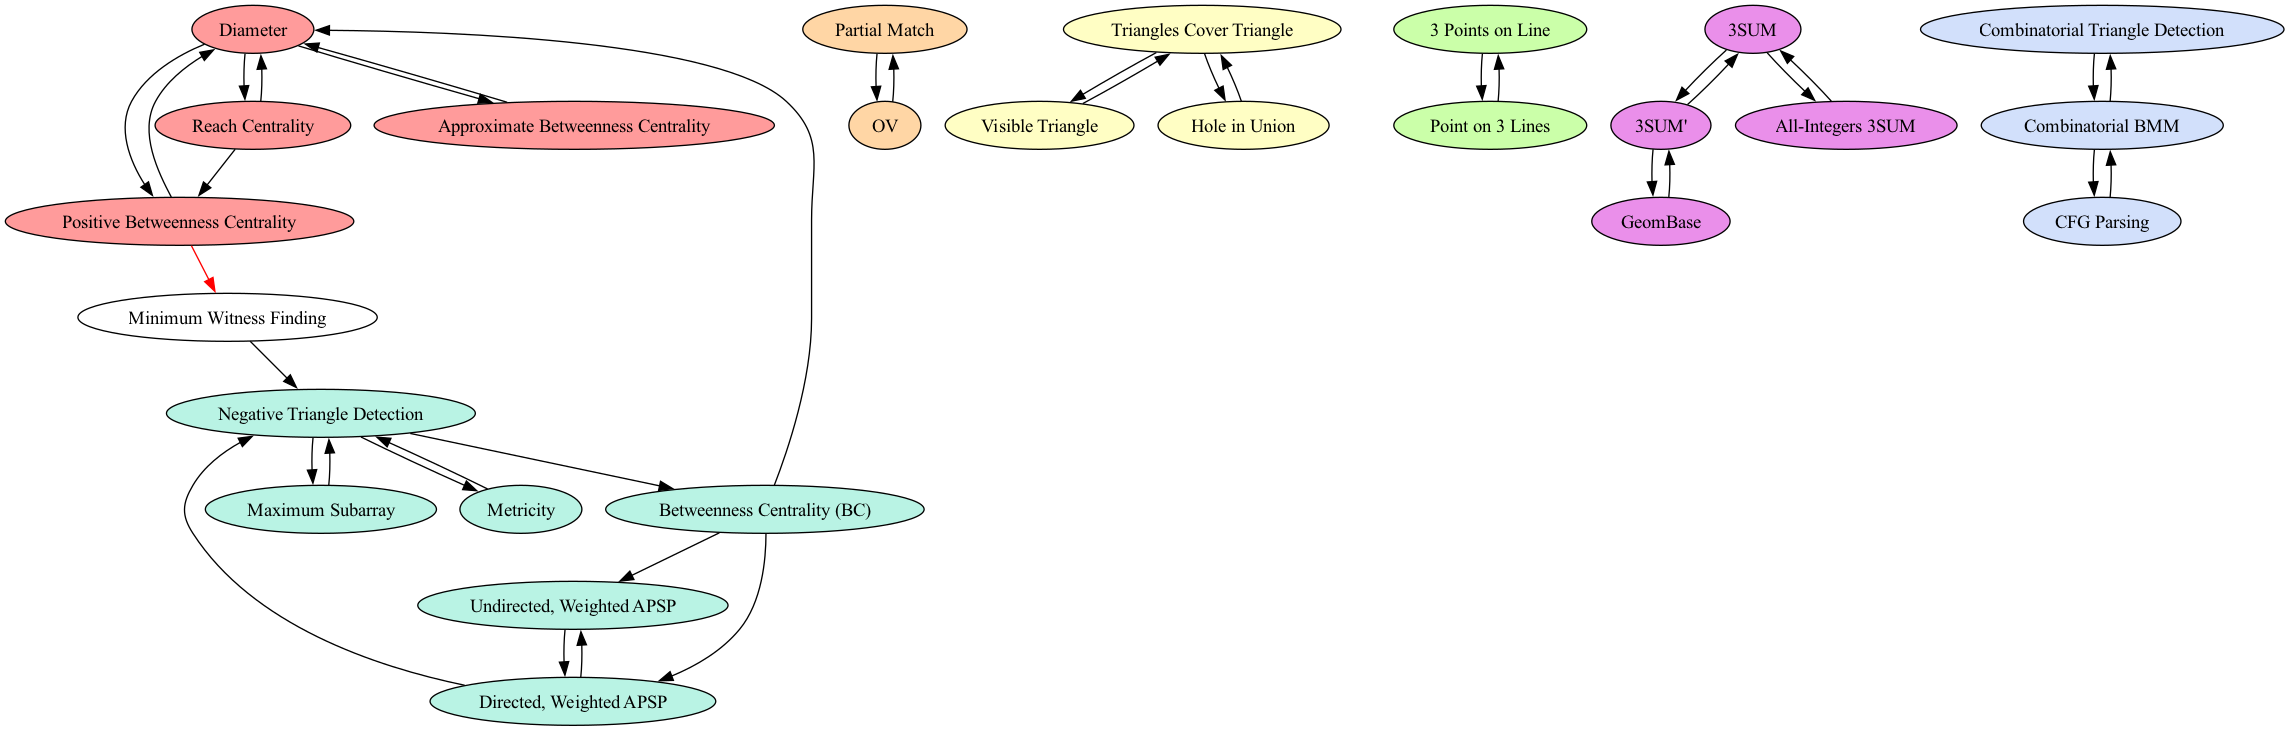 Diameter
Partial Match
Triangles Cover Triangle
3 Points on Line
3SUM
Combinatorial Triangle Detection
Reach Centrality
Approximate Betweenness Centrality
OV
Visible Triangle
Hole in Union
Point on 3 Lines
3SUM'
All-Integers 3SUM
Combinatorial BMM
Positive Betweenness Centrality
GeomBase
CFG Parsing
Minimum Witness Finding
Negative Triangle Detection
Maximum Subarray
Metricity
Betweenness Centrality (BC)
Undirected, Weighted APSP
Directed, Weighted APSP